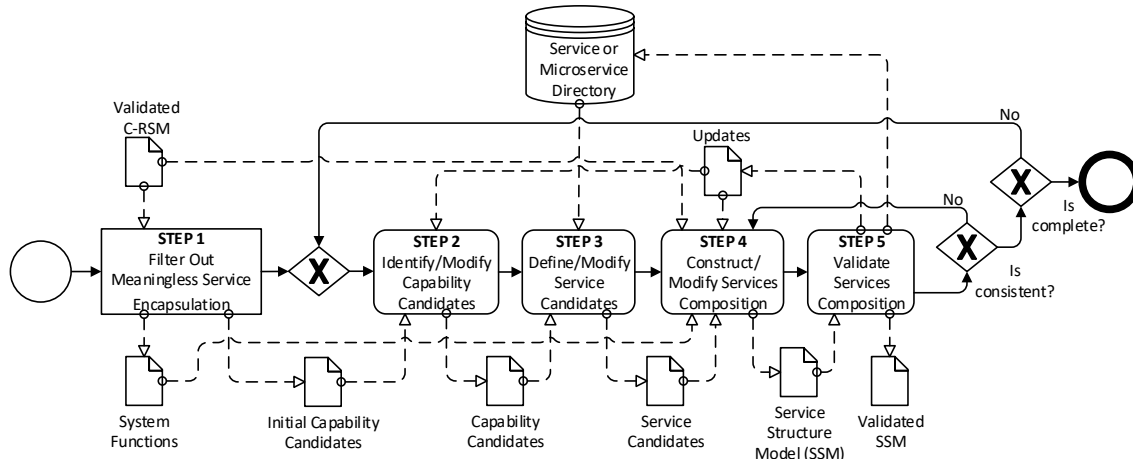 Service or
Microservice
Directory
Validated
C-RSM
Updates
No
No
Is
complete?
Is
consistent?
STEP 1
Filter Out
Meaningless Service
Encapsulation
STEP 2
Identify/Modify
Capability
Candidates
STEP 3
Define/Modify
Service
Candidates
STEP 4
Construct/
Modify Services
Composition
STEP 5
Validate
Services
Composition
System
Functions
Initial Capability
Candidates
Capability
Candidates
Service
Candidates
Service
Structure
Model (SSM)
Validated
SSM